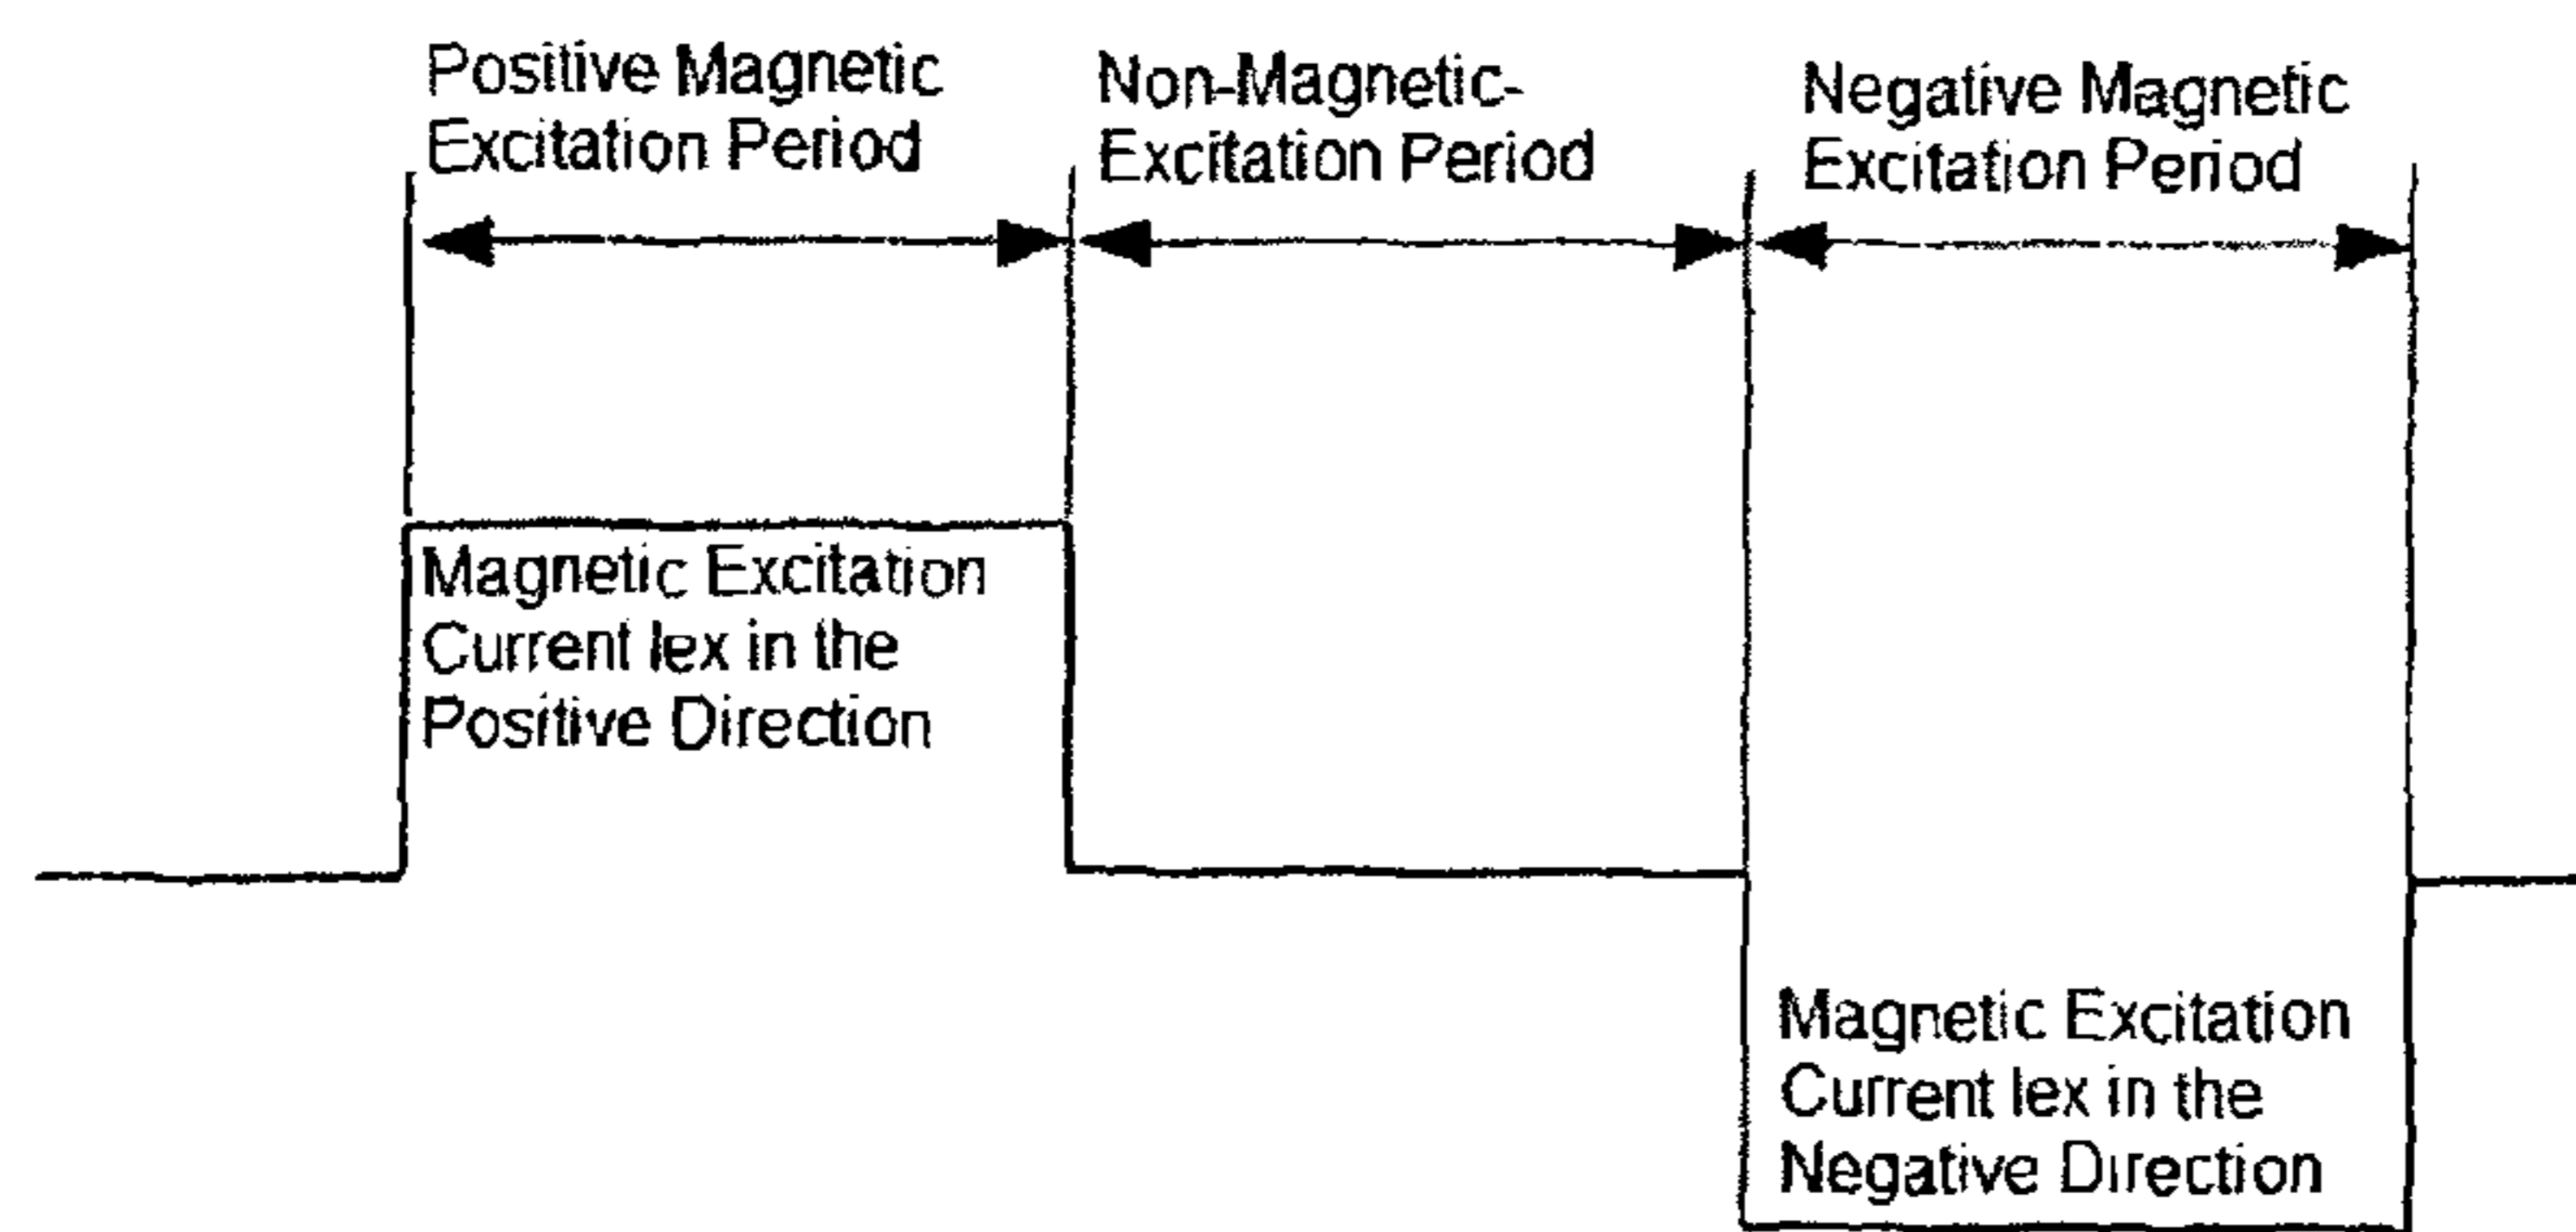 Positive Magnetic
Excitation Period
Non-Magnetic-
Excitation Period
Negative Magnetic
Excitation Period
Magnetic Excitation
Current Iex in the
Positive Direction
Magnetic Excitation
Current Iex in the
Negative Direction